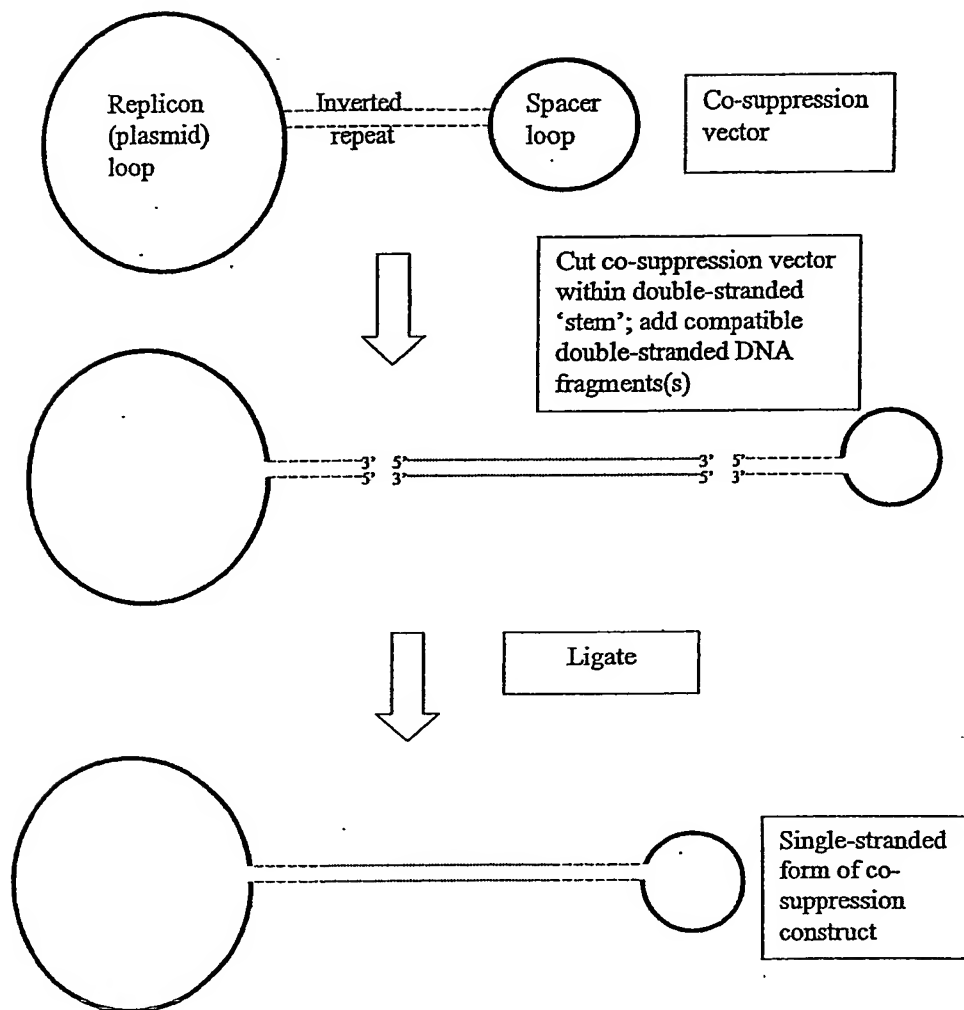 Replicon
(plasmid)
loop
Inverted
repeat
Spacer
loop
Co-suppression
vector
Cut co-suppression vector
within double-stranded
‘stem’; add compatible
double-stranded DNA
fragments(s)
3’ 5’ 3’ 5’
5’ 3’ 5’ 3’
Ligate
Single-stranded
form of co-
suppression
construct